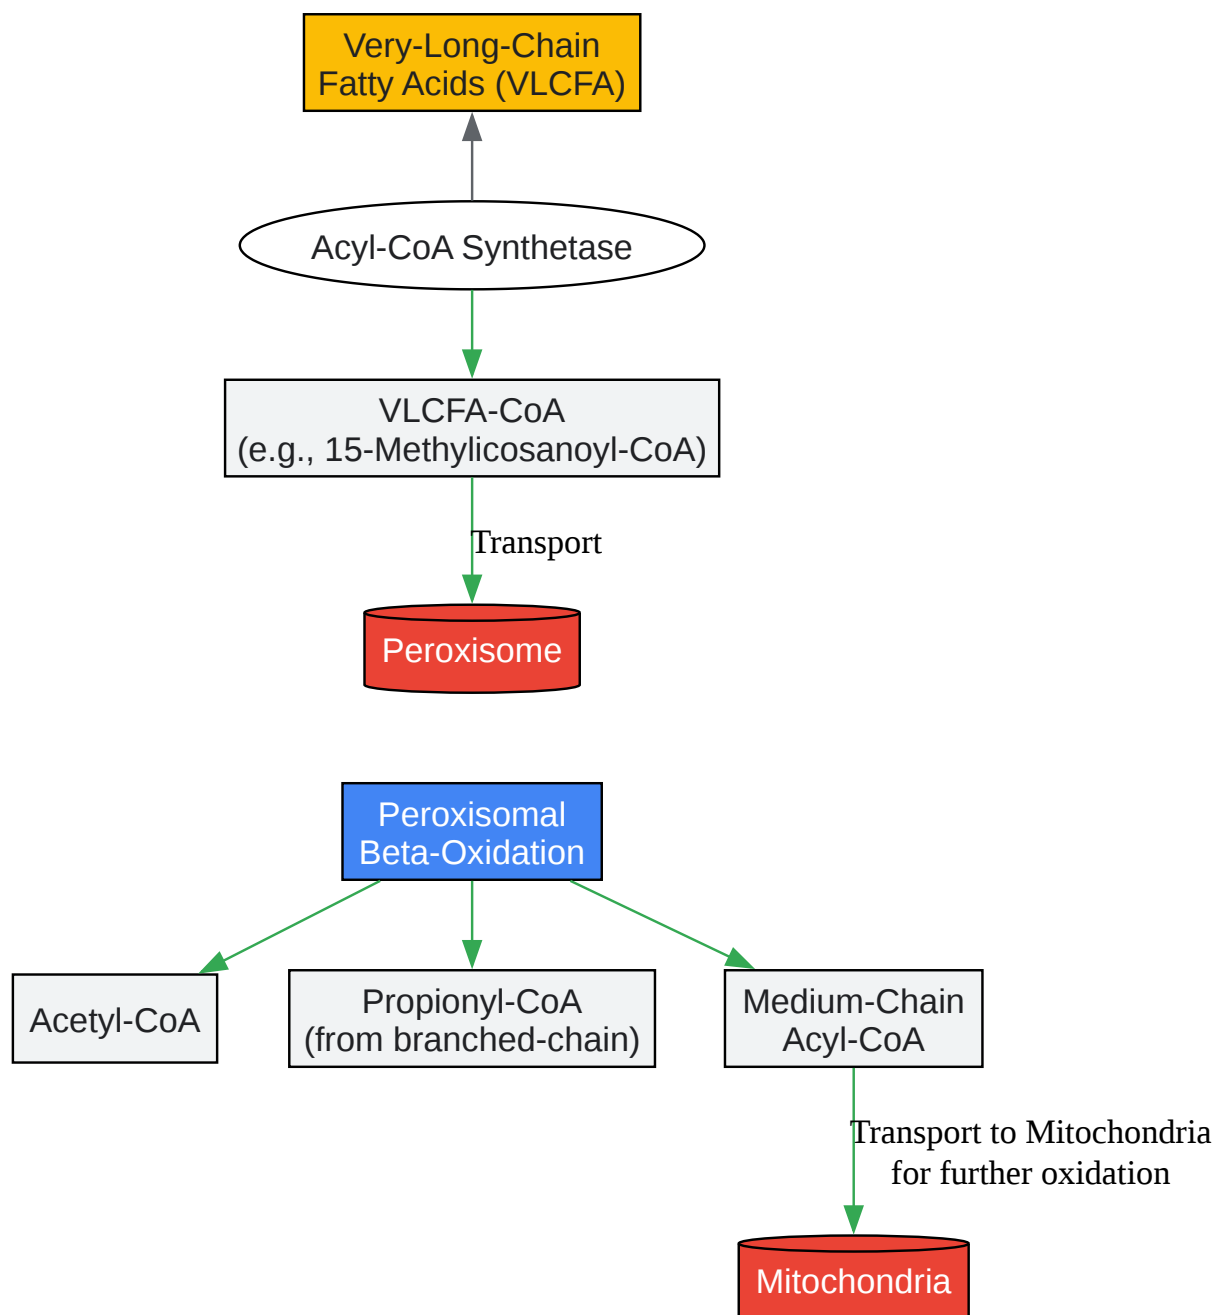 Very-Long-Chain
Fatty Acids (VLCFA)
Acyl-CoA Synthetase
VLCFA-CoA
(e.g., 15-Methylicosanoyl-CoA)
Transport
Peroxisome
Peroxisomal
Beta-Oxidation
Acetyl-CoA
Propionyl-CoA
(from branched-chain)
Medium-Chain
Acyl-CoA
Transport to Mitochondria
for further oxidation
Mitochondria